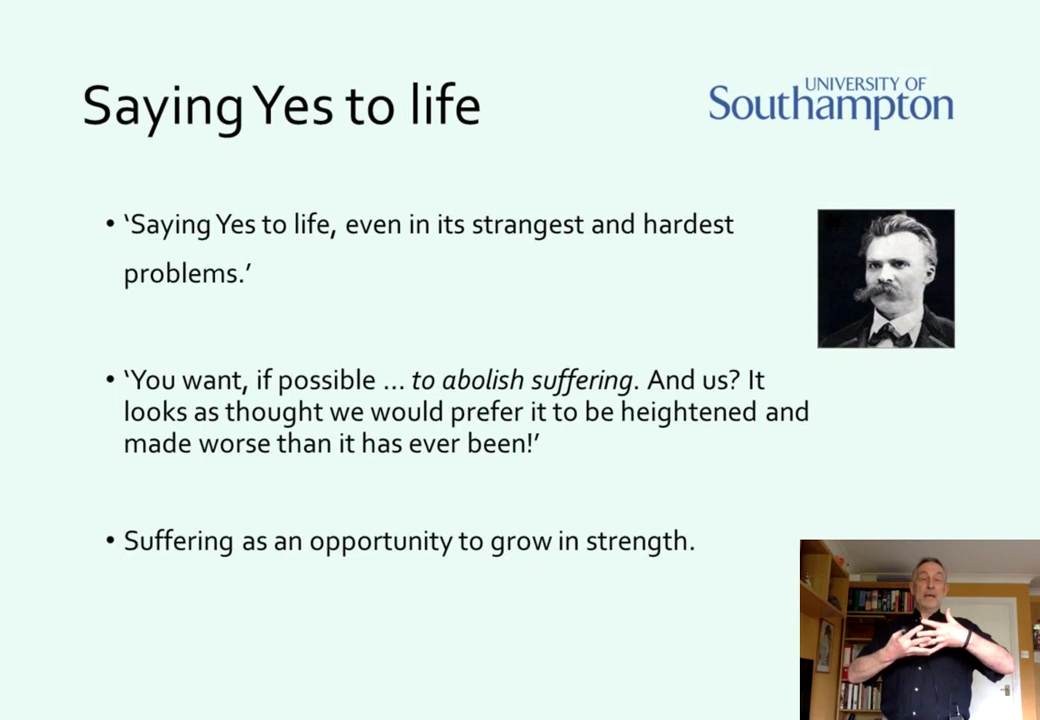 Saying Yes to life
UNIVERSITY OF
Southampton
• ‘Saying Yes to life, even in its strangest and hardest
problems.’
• ‘You want, if possible … to abolish suffering. And us? It
looks as thought we would prefer it to be heightened and
made worse than it has ever been!’
• Suffering as an opportunity to grow in strength.